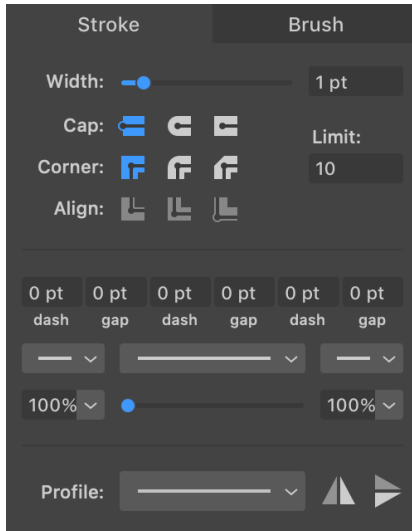 Stroke Brush
Width: 1 pt
Cap:
Limit:
Corner: 10
Align:
0 pt 0 pt 0 pt 0 pt 0 pt 0 pt
dash gap dash gap dash gap
100% 100%
Profile: